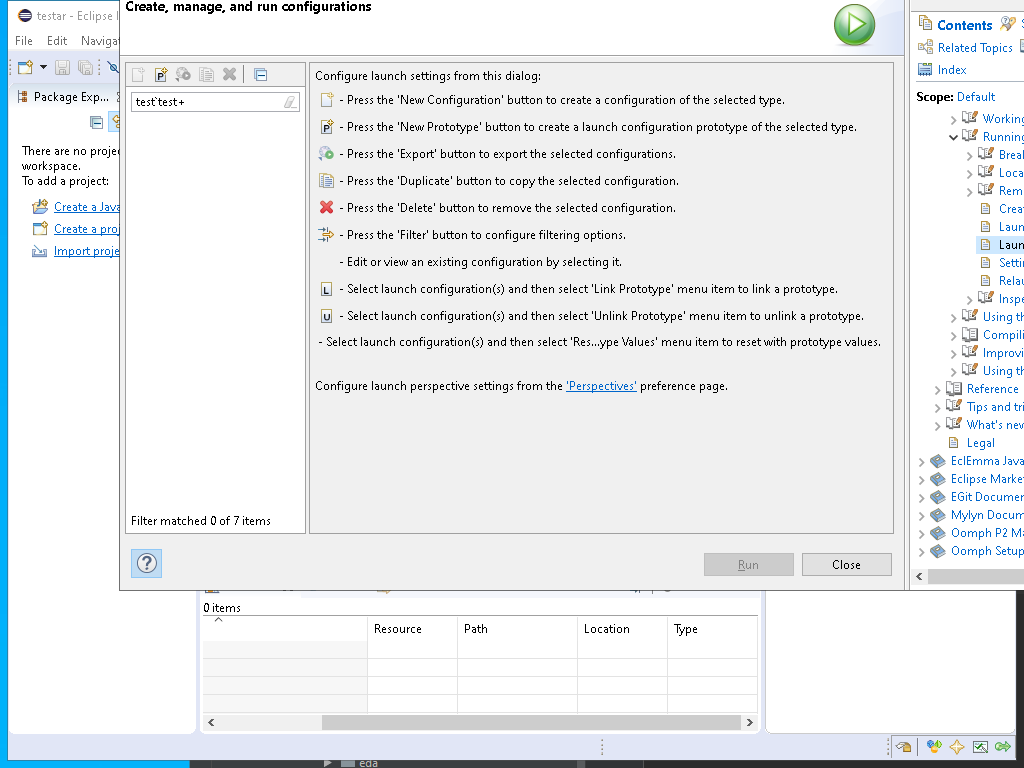 Create, manage, and run configurations
testar - Eclipse I
File Edit Naviga
Package Exp...
There are no proje
workspace.
To add a project:
Create a Java
Create a proj
Import proje
test`test+
Filter matched 0 of 7 items
Configure launch settings from this dialog:
- Press the 'New Configuration' button to create a configuration of the selected type.
P - Press the 'New Prototype' button to create a launch configuration prototype of the selected type.
- Press the 'Export' button to export the selected configurations.
- Press the 'Duplicate' button to copy the selected configuration.
- Press the 'Delete' button to remove the selected configuration.
- Press the 'Filter' button to configure filtering options.
- Edit or view an existing configuration by selecting it.
L - Select launch configuration(s) and then select 'Link Prototype' menu item to link a prototype.
U - Select launch configuration(s) and then select 'Unlink Prototype' menu item to unlink a prototype.
- Select launch configuration(s) and then select 'Res...ype Values' menu item to reset with prototype values.
Configure launch perspective settings from the 'Perspectives' preference page.
? Run Close
Contents
Related Topics
Index
Scope: Default
Working
Running
Breal
Loca
Rem
Crea
Laun
Laun
Settin
Relau
Inspe
Using th
Compili
Improvi
Using th
Reference
Tips and tri
What's new
Legal
EclEmma Java
Eclipse Marke
EGit Documen
Mylyn Docum
Oomph P2 Ma
Oomph Setup
0 items
Resource Path Location Type
eda